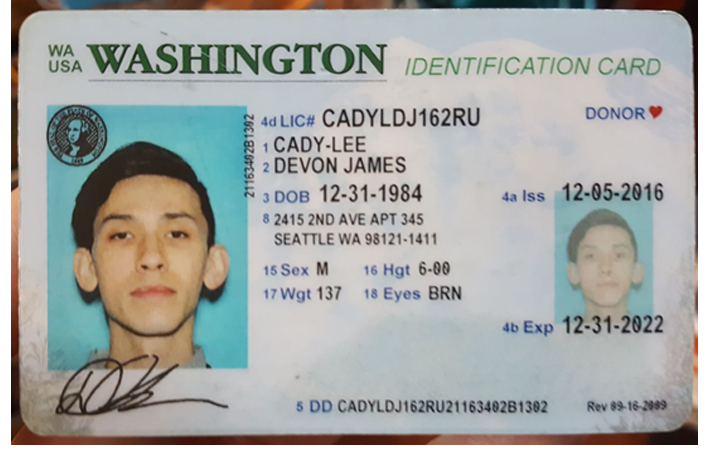 WA
USA WASHINGTON IDENTIFICATION CARD
4d LIC# CADYLDJ162RU DONOR
1 CADY-LEE
2 DEVON JAMES
3 DOB 12-31-1984 4a Iss 12-05-2016
8 2415 2ND AVE APT 345
SEATTLE WA 98121-1411
15 Sex M 16 Hgt 6-00
17 Wgt 137 18 Eyes BRN
4b Exp 12-31-2022
5 DD CADYLDJ162RU21163402B1302 Rev 09-16-2009
21163402B1302